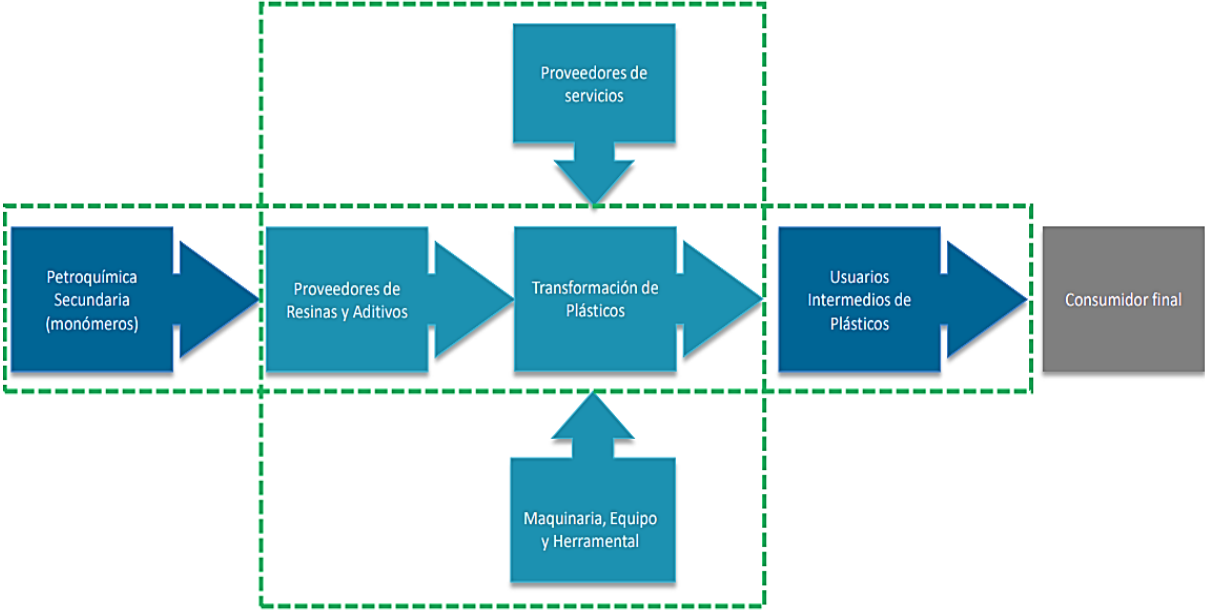 Proveedores de
servicios
Petroquímica
Secundaria
(monómeros)
Proveedores de
Resinas y Aditivos
Transformación de
Plásticos
Usuarios
Intermedios de
Plásticos
Consumidor final
Maquinaria, Equipo
y Herramental